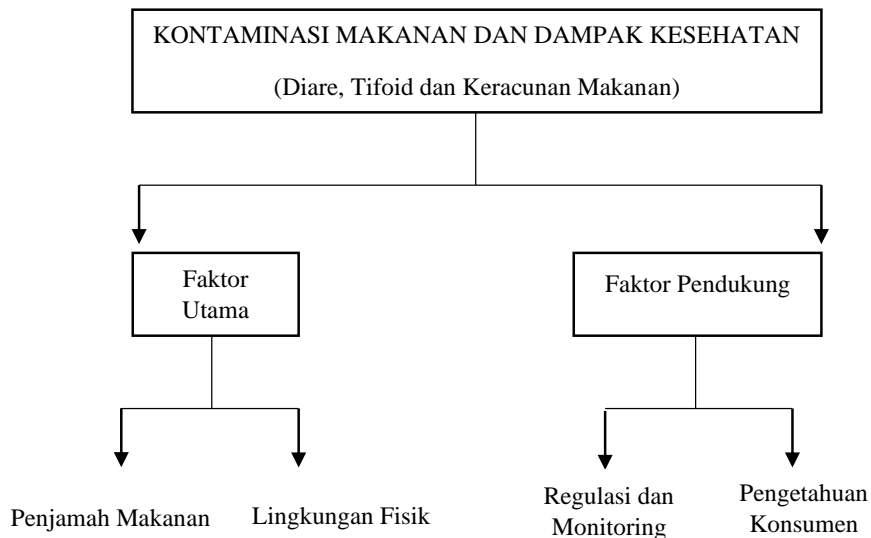 KONTAMINASI MAKANAN DAN DAMPAK KESEHATAN
(Diare, Tifoid dan Keracunan Makanan)
Faktor
Utama
Faktor Pendukung
Penjamah Makanan
Lingkungan Fisik
Regulasi dan
Monitoring
Pengetahuan
Konsumen